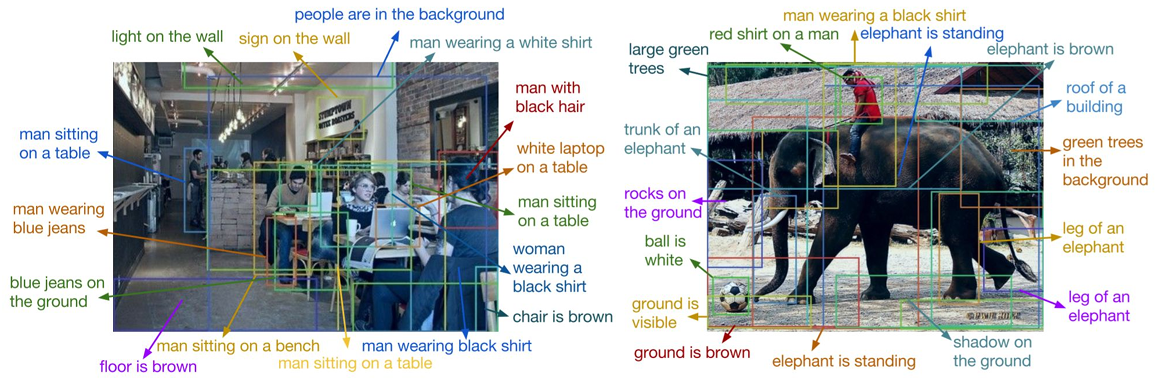 people are in the background
light on the wall
sign on the wall
man wearing a white shirt
man with
black hair
man sitting
on a table
white laptop
on a table
man wearing
blue jeans
man sitting
on a table
woman
wearing a
black shirt
blue jeans on
the ground
chair is brown
man sitting on a bench
man wearing black shirt
floor is brown
man sitting on a table
STUMPTOWN
COFFEE ROASTERS
man wearing a black shirt
red shirt on a man
elephant is standing
large green
trees
elephant is brown
roof of a
building
trunk of an
elephant
green trees
in the
background
rocks on
the ground
leg of an
elephant
ball is
white
leg of an
elephant
ground is
visible
ground is brown
elephant is standing
shadow on
the ground